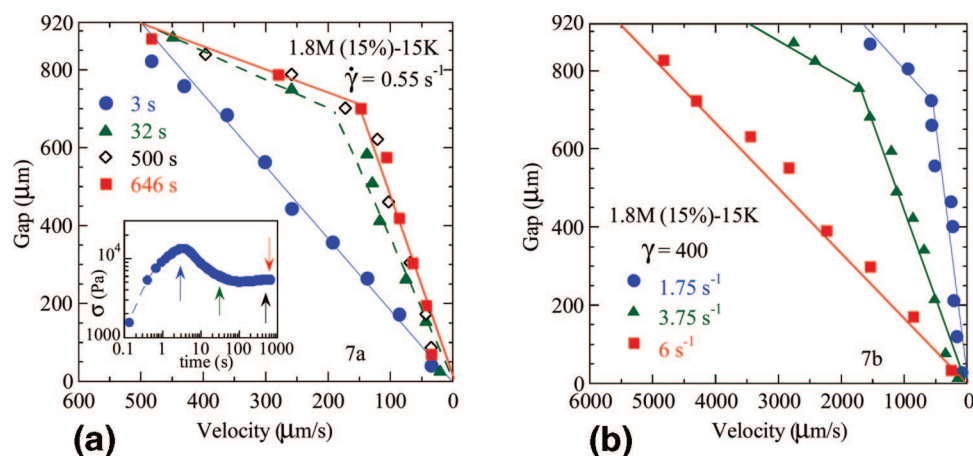 920
800
600
400
200
0
Gap (μm)
1.8M (15%)-15K
γ̇ = 0.55 s⁻¹
3 s
32 s
500 s
646 s
10⁴
σ (Pa)
1000
0.1 1 10 100 1000
time (s)
7a
600 500 400 300 200 100 0
Velocity (μm/s)
(a)
920
800
600
400
200
0
Gap (μm)
1.8M (15%)-15K
γ = 400
1.75 s⁻¹
3.75 s⁻¹
6 s⁻¹
7b
6000 5000 4000 3000 2000 1000 0
Velocity (μm/s)
(b)